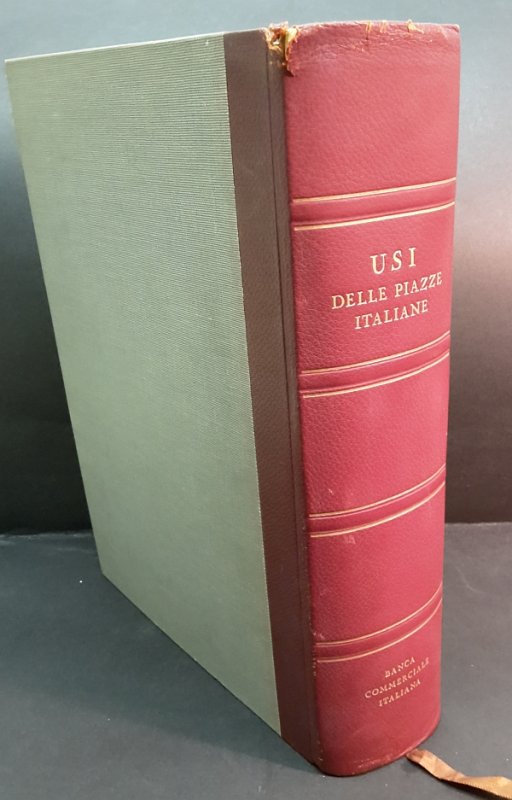 USI
DELLE PIAZZE
ITALIANE
BANCA
COMMERCIALE
ITALIANA